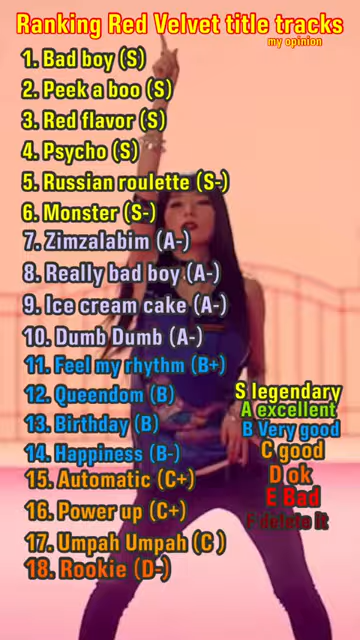 Ranking Red Velvet title tracks
my opinion
1. Bad boy (S)
2. Peek a boo (S)
3. Red flavor (S)
4. Psycho (S)
5. Russian roulette (S-)
6. Monster (S-)
7. Zimzalabim (A-)
8. Really bad boy (A-)
9. Ice cream cake (A-)
10. Dumb Dumb (A-)
11. Feel my rhythm (B+)
12. Queendom (B)
13. Birthday (B)
14. Happiness (B-)
15. Automatic (C+)
16. Power up (C+)
17. Umpah Umpah (C )
18. Rookie (D-)
S legendary
A excellent
B Very good
C good
D ok
E Bad
F delete it